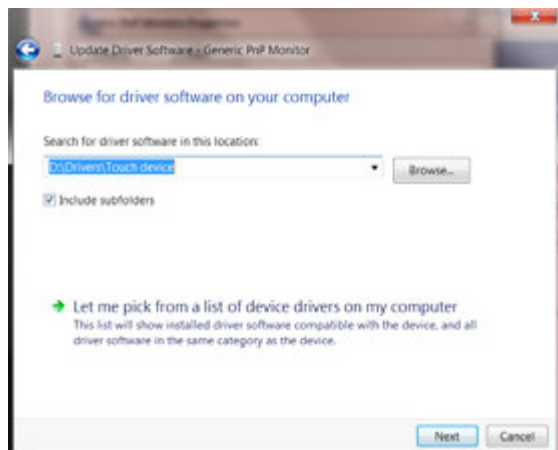 Update Driver Software - Generic PnP Monitor
Browse for driver software on your computer
Search for driver software in this location:
D:\Drivers\Touch device
Browse...
Include subfolders
Let me pick from a list of device drivers on my computer
This list will show installed driver software compatible with the device, and all
driver software in the same category as the device.
Next
Cancel